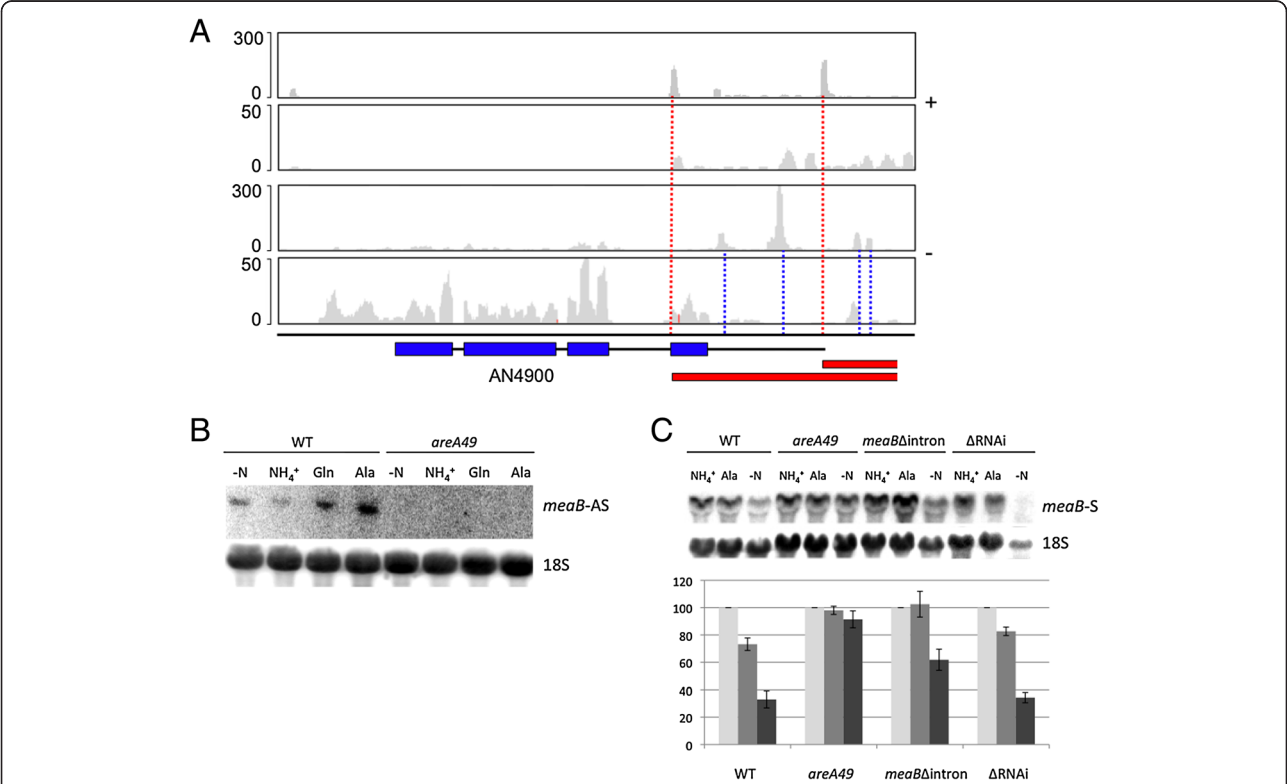 A
300
0
+
50
0
300
0
-
50
0
AN4900
B
WT areA49
-N NH4+ Gln Ala -N NH4+ Gln Ala
meaB-AS
18S
C
WT areA49 meaBΔintron ΔRNAi
NH4+ Ala -N NH4+ Ala -N NH4+ Ala -N NH4+ Ala -N
meaB-S
18S
120
100
80
60
40
20
0
WT areA49 meaBΔintron ΔRNAi